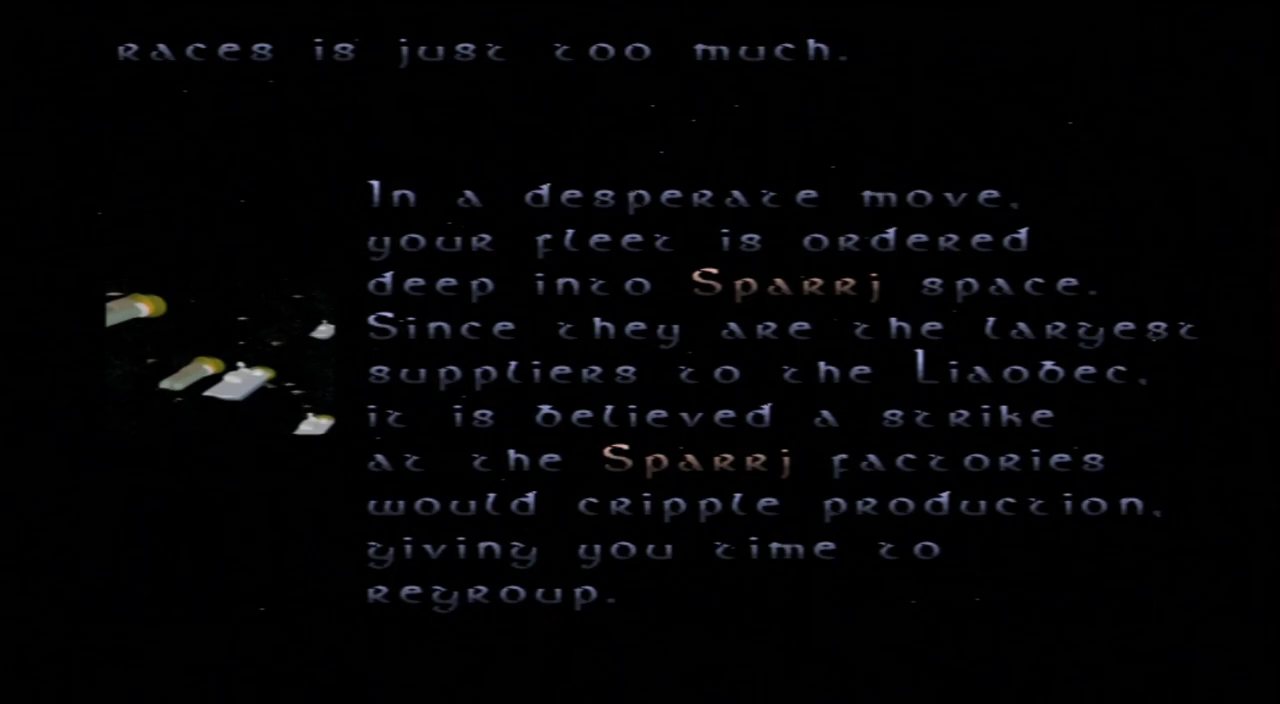 races is just too much.
In a desperate move,
your fleet is ordered
deep into Sparrj space.
Since they are the largest
suppliers to the Liaobec,
it is believed a strike
at the Sparrj factories
would cripple production,
giving you time to
regroup.